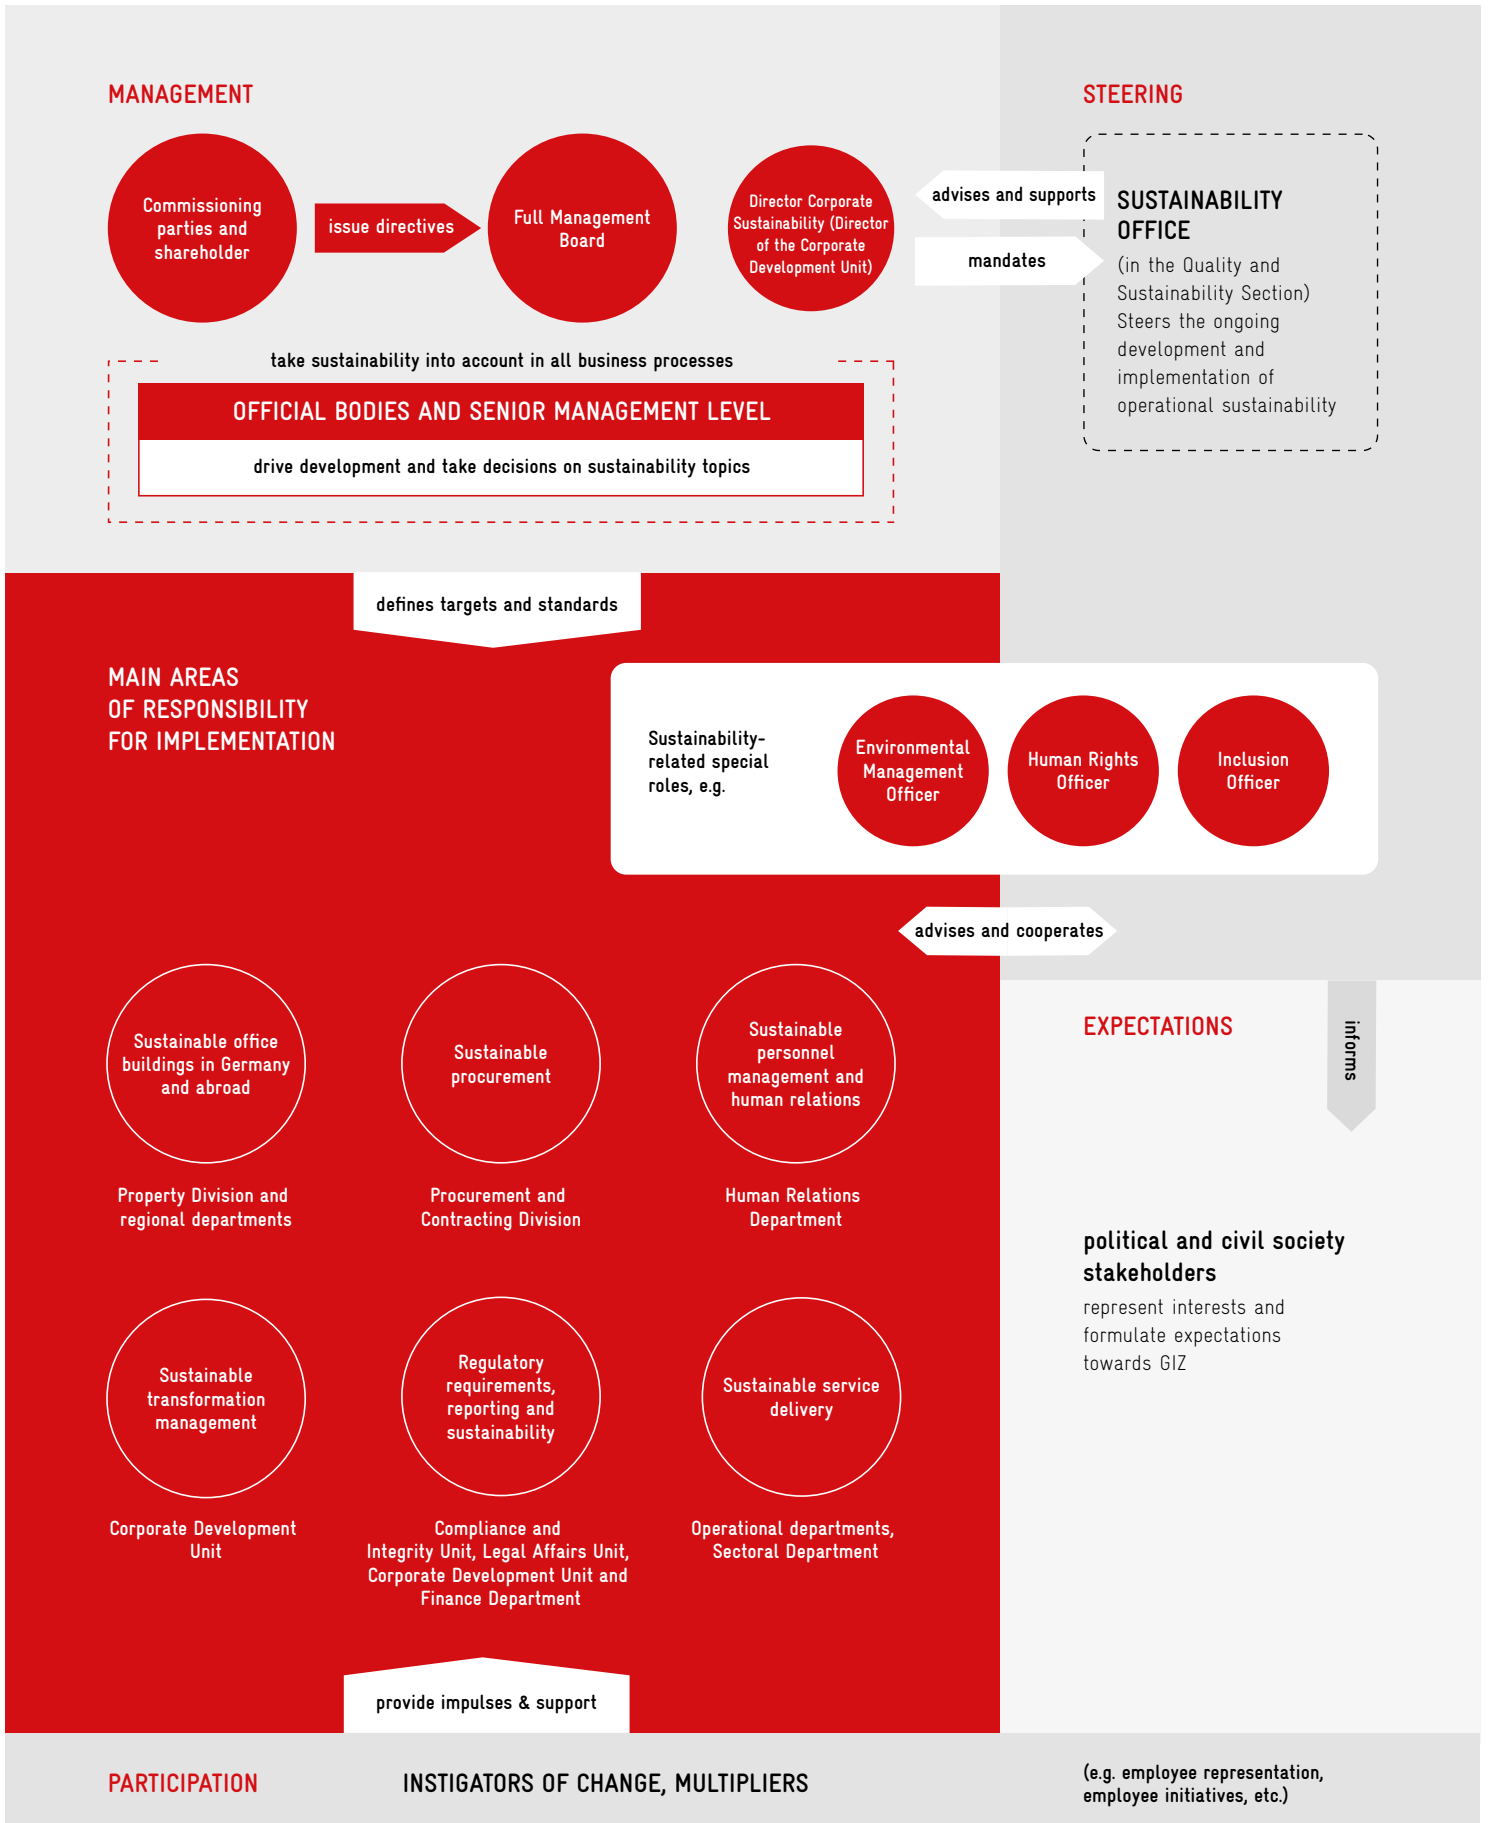 MANAGEMENT
Commissioning
parties and
shareholder
issue directives
Full Management
Board
Director Corporate
Sustainability (Director
of the Corporate
Development Unit)
take sustainability into account in all business processes
OFFICIAL BODIES AND SENIOR MANAGEMENT LEVEL
drive development and take decisions on sustainability topics
STEERING
advises and supports
mandates
SUSTAINABILITY
OFFICE
(in the Quality and
Sustainability Section)
Steers the ongoing
development and
implementation of
operational sustainability
defines targets and standards
MAIN AREAS
OF RESPONSIBILITY
FOR IMPLEMENTATION
Sustainability-
related special
roles, e.g.
Environmental
Management
Officer
Human Rights
Officer
Inclusion
Officer
advises and cooperates
Sustainable office
buildings in Germany
and abroad
Property Division and
regional departments
Sustainable
procurement
Procurement and
Contracting Division
Sustainable
personnel
management and
human relations
Human Relations
Department
Sustainable
transformation
management
Corporate Development
Unit
Regulatory
requirements,
reporting and
sustainability
Compliance and
Integrity Unit, Legal Affairs Unit,
Corporate Development Unit and
Finance Department
Sustainable service
delivery
Operational departments,
Sectoral Department
EXPECTATIONS
informs
political and civil society
stakeholders
represent interests and
formulate expectations
towards GIZ
provide impulses & support
PARTICIPATION
INSTIGATORS OF CHANGE, MULTIPLIERS
(e.g. employee representation,
employee initiatives, etc.)